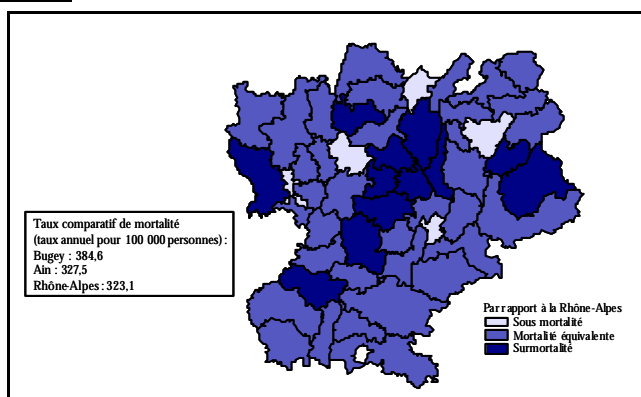 Taux comparatif de mortalité
(taux annuel pour 100 000 personnes) :
Bugey : 384,6
Ain : 327,5
Rhône-Alpes : 323,1
Par rapport à la Rhône-Alpes
Sous mortalité
Mortalité équivalente
Surmortalité